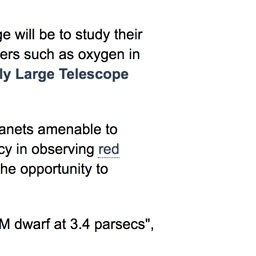 ge will be to study their
ers such as oxygen in
ly Large Telescope
anets amenable to
cy in observing red
he opportunity to
M dwarf at 3.4 parsecs",